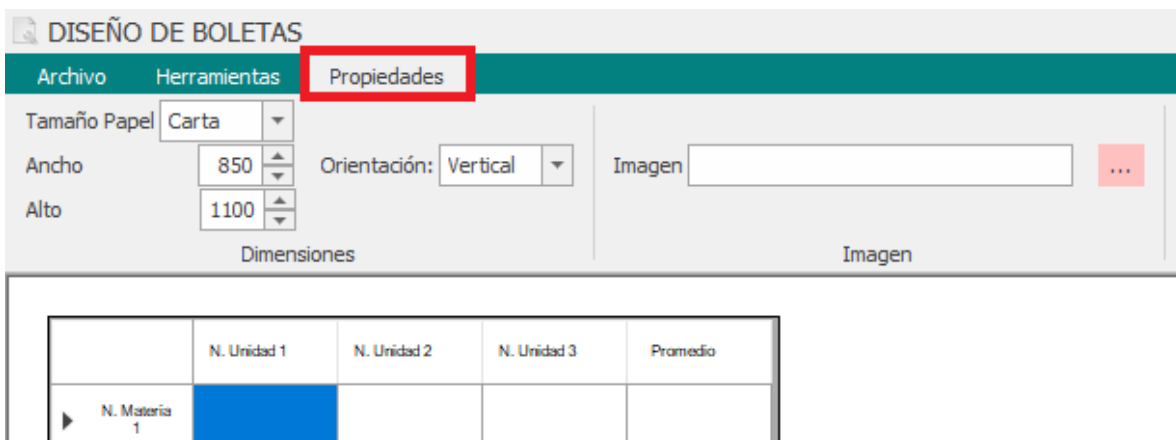 DISEÑO DE BOLETAS
Archivo Herramientas Propiedades
Tamaño Papel Carta
Ancho 850 Orientación: Vertical Imagen ...
Alto 1100
Dimensiones Imagen
N. Unidad 1 N. Unidad 2 N. Unidad 3 Promedio
N. Materia
1